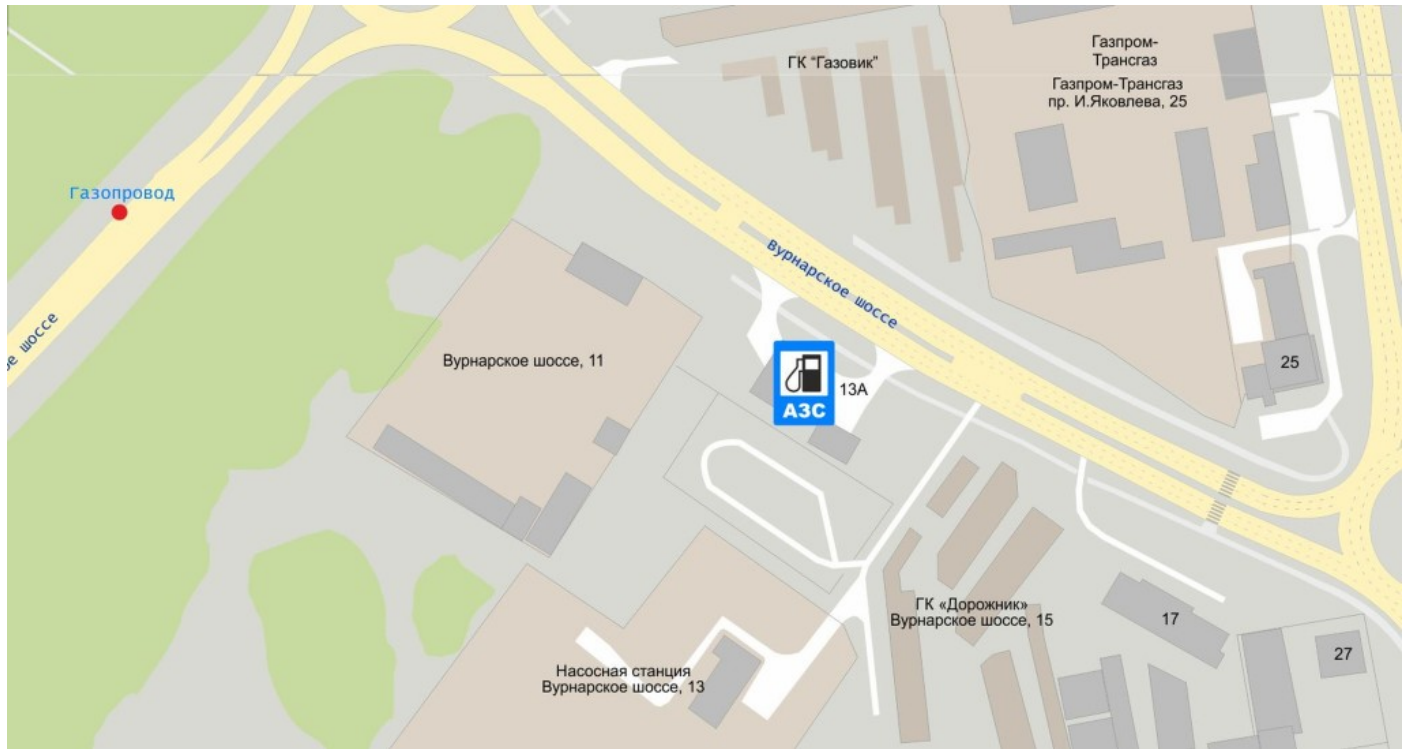 Газпром-
Трансгаз
ГК "Газовик"
Газпром-Трансгаз
пр. И.Яковлева, 25
Газопровод
Вурнарское шоссе
ое шоссе
Вурнарское шоссе, 11
25
13А
АЗС
ГК «Дорожник»
Вурнарское шоссе, 15
17
27
Насосная станция
Вурнарское шоссе, 13